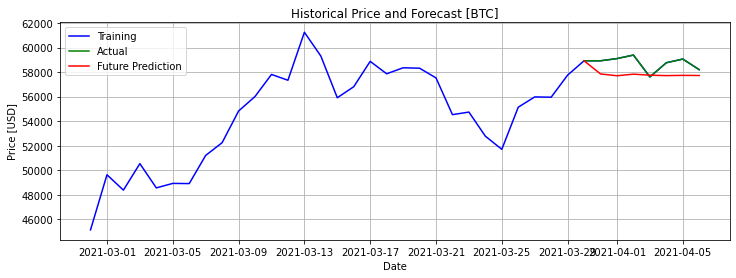 Historical Price and Forecast [BTC]
Training
Actual
Future Prediction
Price [USD]
62000
60000
58000
56000
54000
52000
50000
48000
46000
2021-03-01 2021-03-05 2021-03-09 2021-03-13 2021-03-17 2021-03-21 2021-03-25 2021-03-29 2021-04-01 2021-04-05
Date